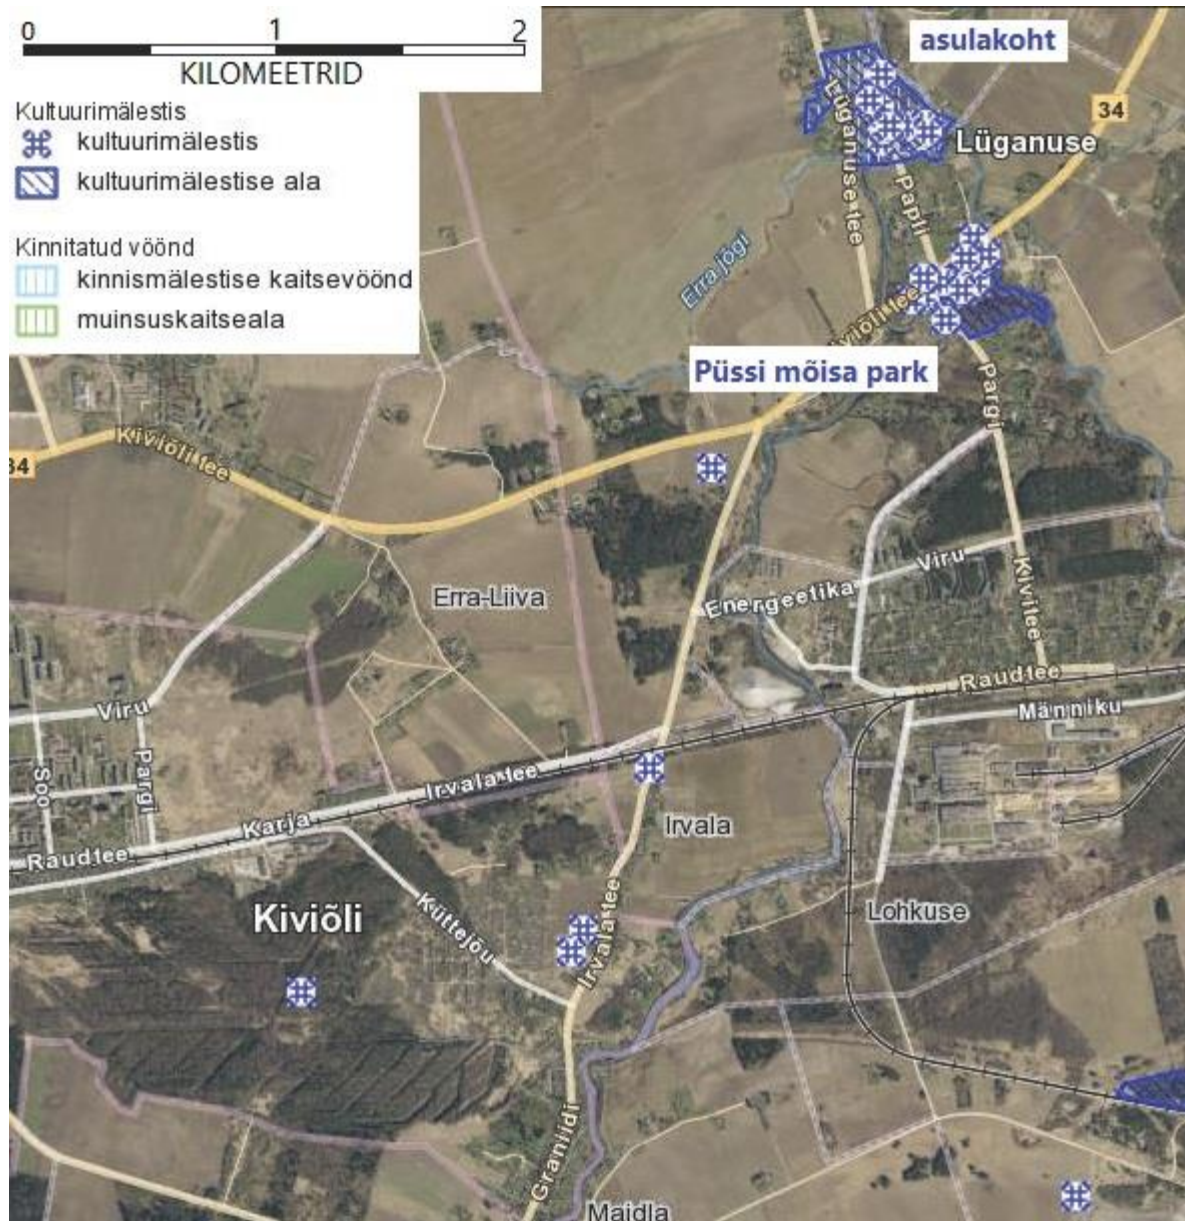 0 1 2
KILOMEETRID
Kultuurimälestis
kultuurimälestis
kultuurimälestise ala
Kinnitatud vöönd
kinnismälestise kaitsevöönd
muinsuskaitseala
asulakoht
34
Lüganuse
Lüganuse tee
Papli
Erra jõgi
Kiviõli tee
Püssi mõisa park
Pargi
Kiviõli tee
34
Viru
Kivi tee
Energeetika
Erra-Liiva
Raudtee
Männiku
Viru
Pargi
Soo
Irvala tee
Karja
Irvala
Raudtee
Küttejõu
Irvala tee
Kiviõli
Lohkuse
Graniidi
Maidla